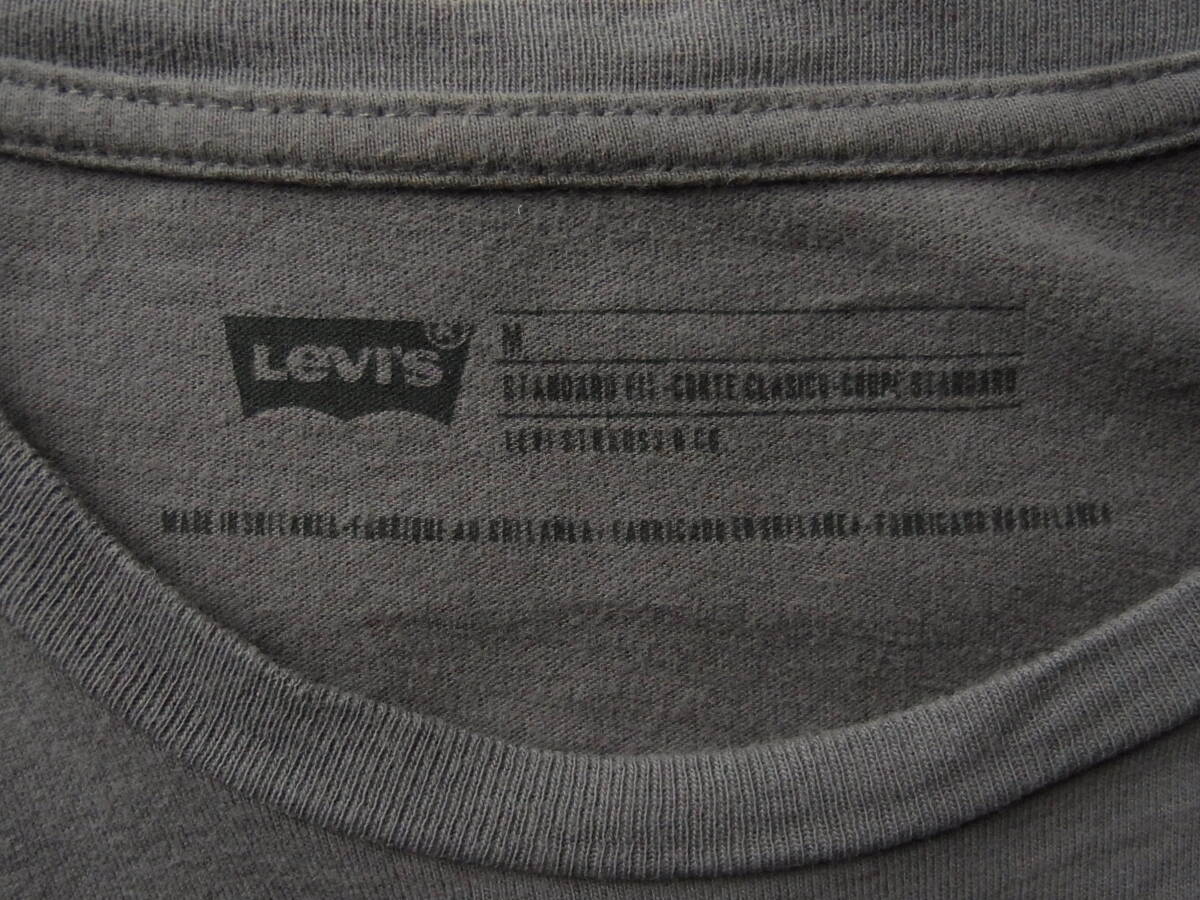 Levi's
M
STANDARD FIT-CORTE CLASICO-COUPE STANDARD
LEVI STRAUSS & CO.
MADE IN SRI LANKA-FABRIQUE AU SRI LANKA/FABRICADO EN SRI LANKA-FABRICADO NO SRI LANKA